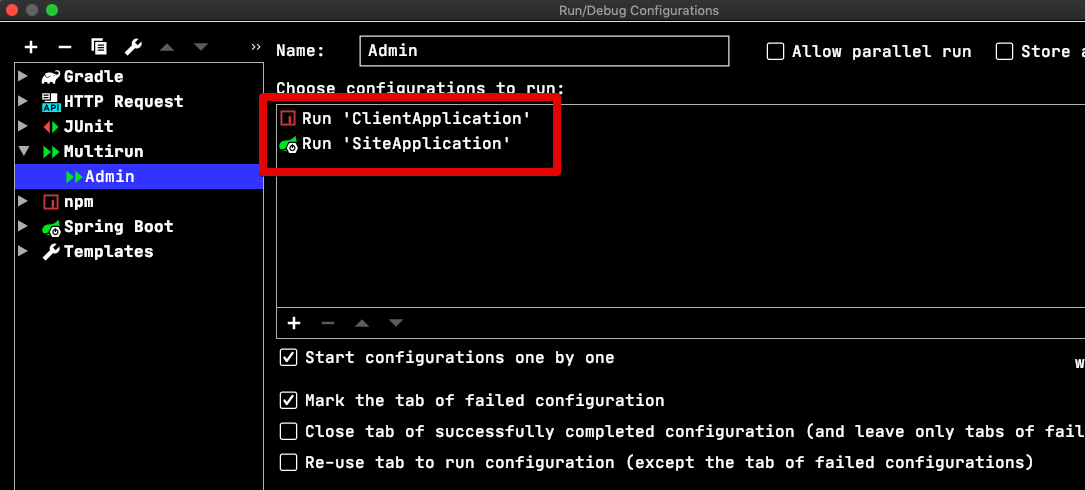 Run/Debug Configurations
Name: Admin Allow parallel run Store
Gradle
HTTP Request
API
JUnit
Multirun
Admin
npm
Spring Boot
Templates
Choose configurations to run:
Run 'ClientApplication'
Run 'SiteApplication'
Start configurations one by one
Mark the tab of failed configuration
Close tab of successfully completed configuration (and leave only tabs of fail
Re-use tab to run configuration (except the tab of failed configurations)